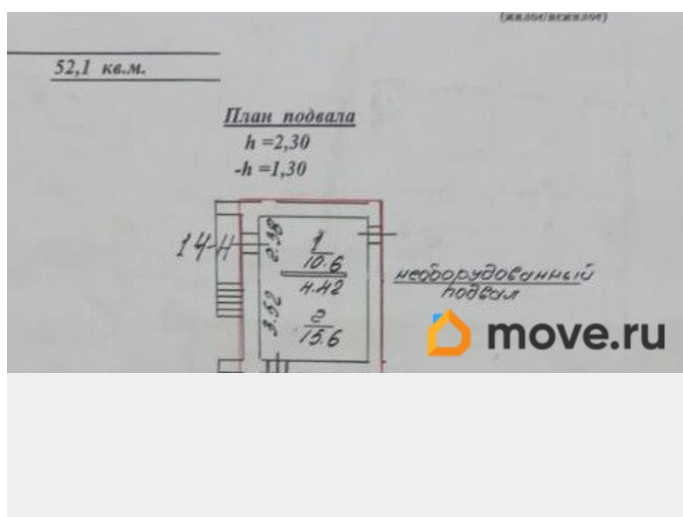 (жилое/нежилое)
52,1 кв.м.
План подвала
h =2,30
-h =1,30
14-Н
2.38
1
10.6
4.42
необорудованный
подвал
3.52
2
15.6
move.ru